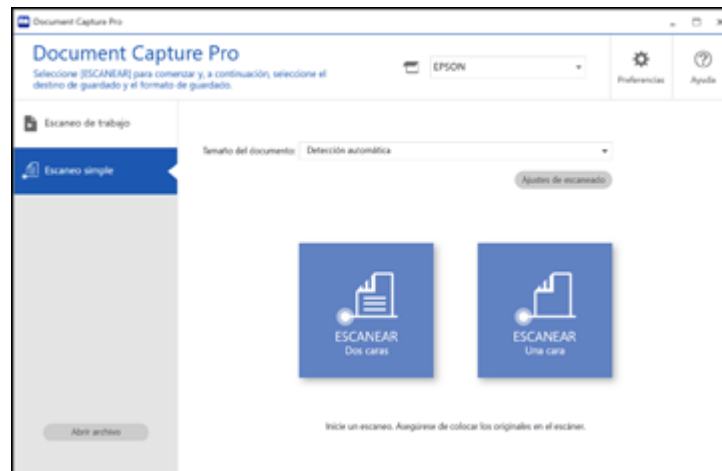 Document Capture Pro
Document Capture Pro
Seleccione [ESCANEAR] para comenzar y, a continuación, seleccione el
destino de guardado y el formato de guardado.
EPSON
Preferencias
Ayuda
Escaneo de trabajo
Escaneo simple
Tamaño del documento: Detección automática
Ajustes de escaneado
ESCANEAR
Dos caras
ESCANEAR
Una cara
Abrir archivo
Inicie un escaneo. Asegúrese de colocar los originales en el escáner.